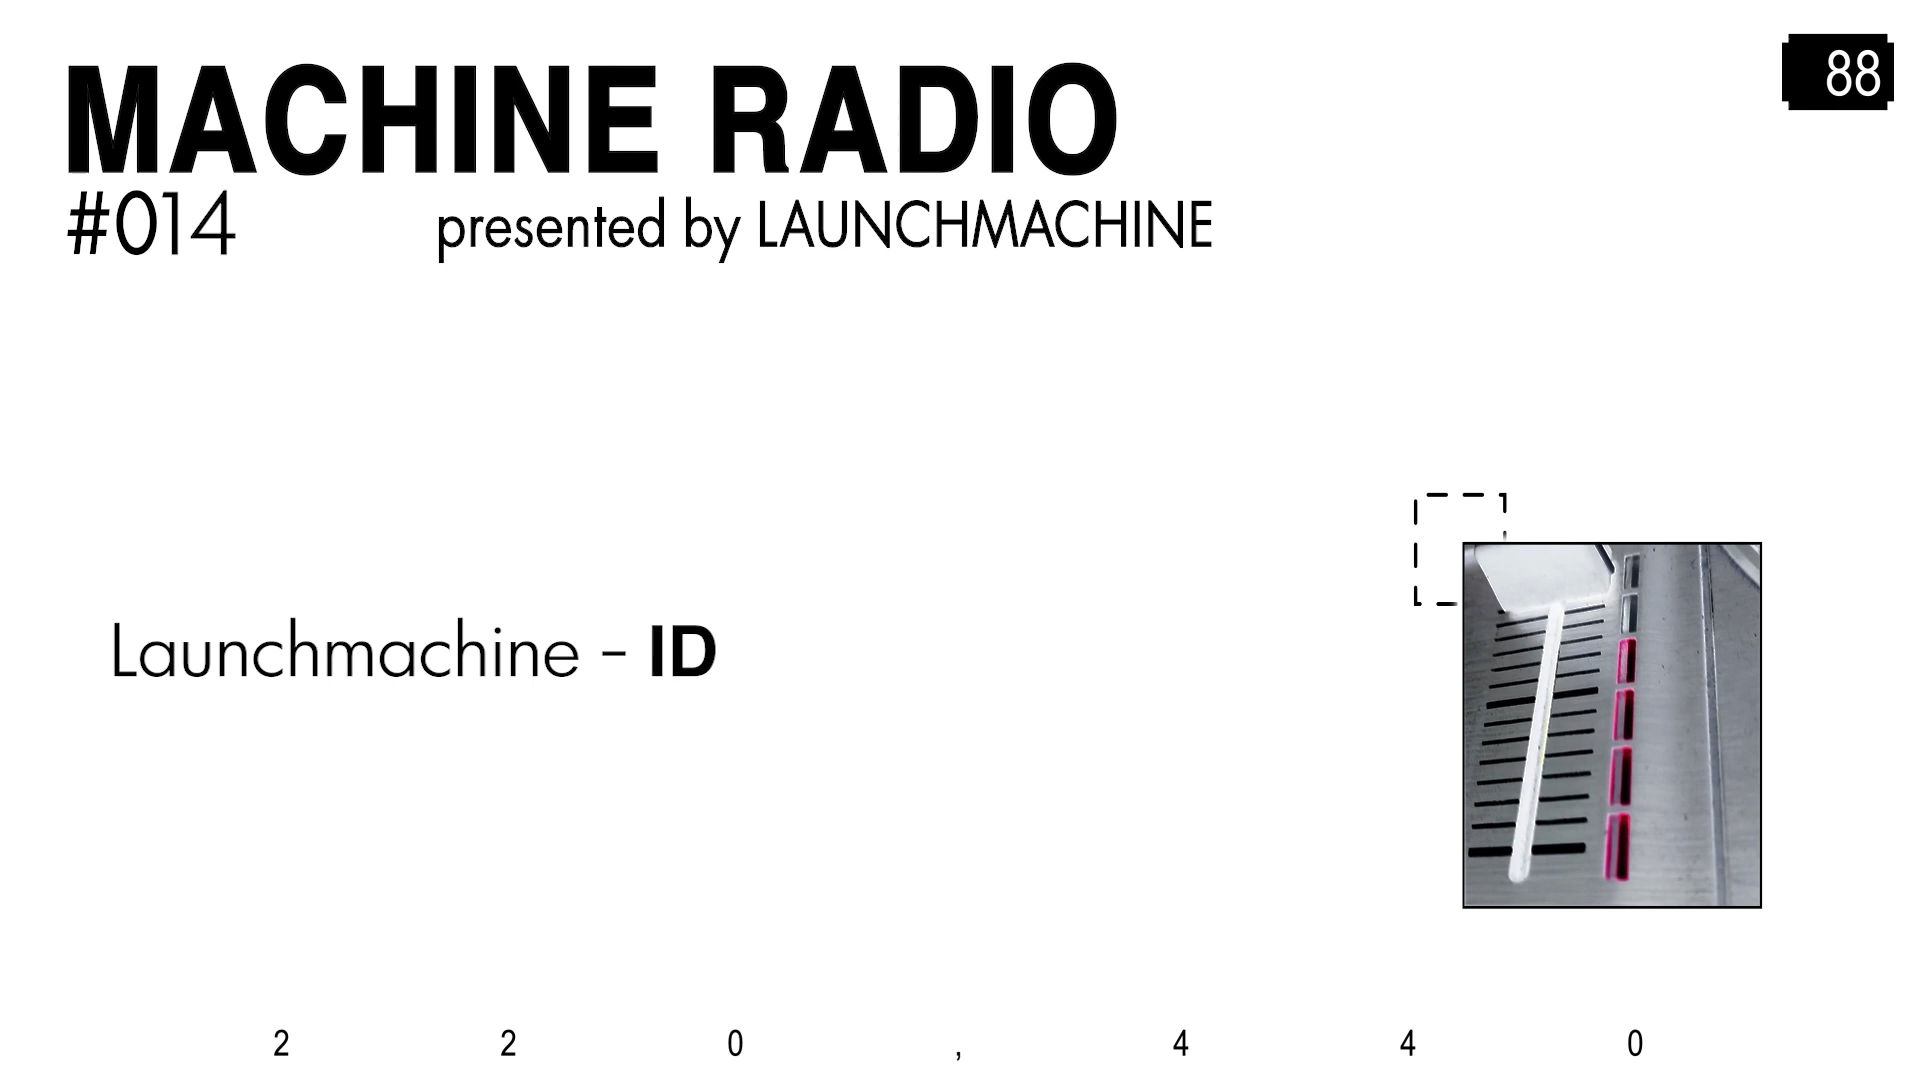 MACHINE RADIO
88
#014 presented by LAUNCHMACHINE
Launchmachine - ID
2 2 0 , 4 4 0